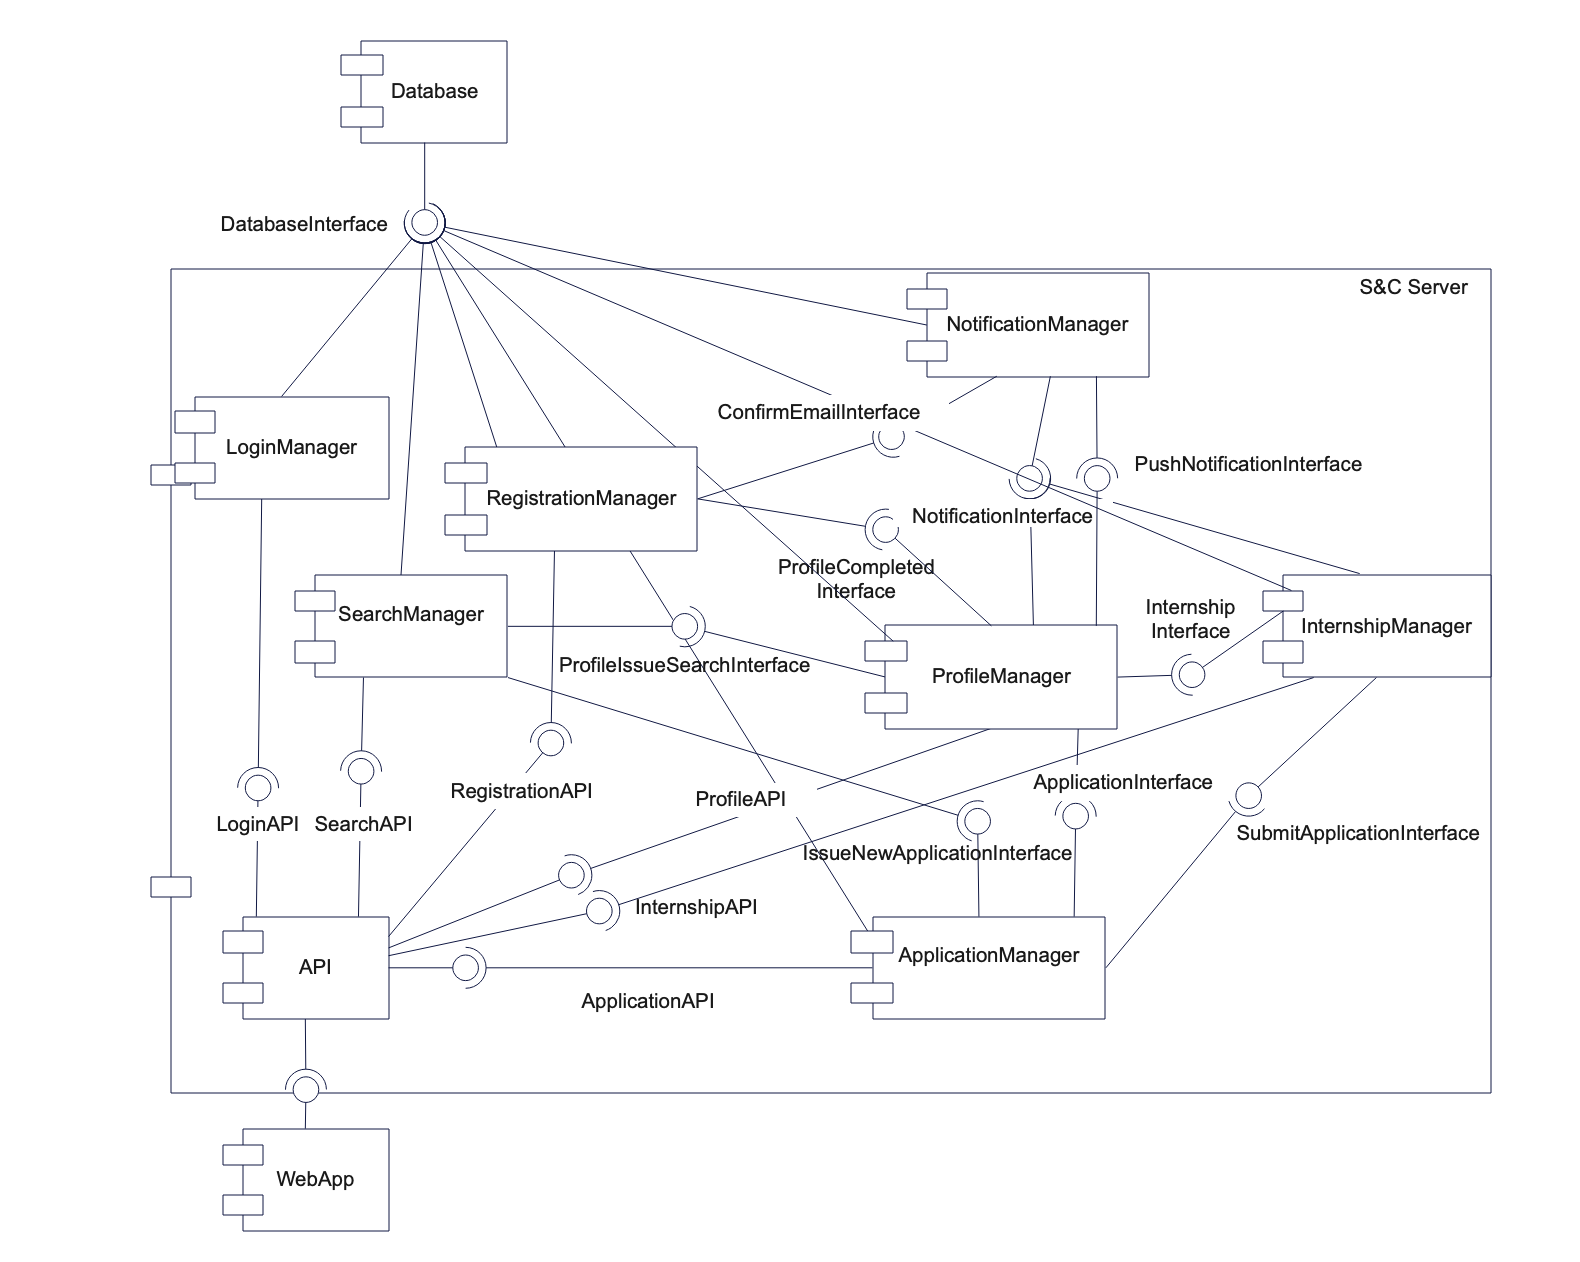 Database
DatabaseInterface
S&C Server
NotificationManager
ConfirmEmailInterface
LoginManager
PushNotificationInterface
RegistrationManager
NotificationInterface
ProfileCompleted
Interface
SearchManager
Internship
Interface
InternshipManager
ProfileIssueSearchInterface
ProfileManager
ApplicationInterface
RegistrationAPI
ProfileAPI
LoginAPI
SearchAPI
SubmitApplicationInterface
IssueNewApplicationInterface
InternshipAPI
ApplicationManager
API
ApplicationAPI
WebApp